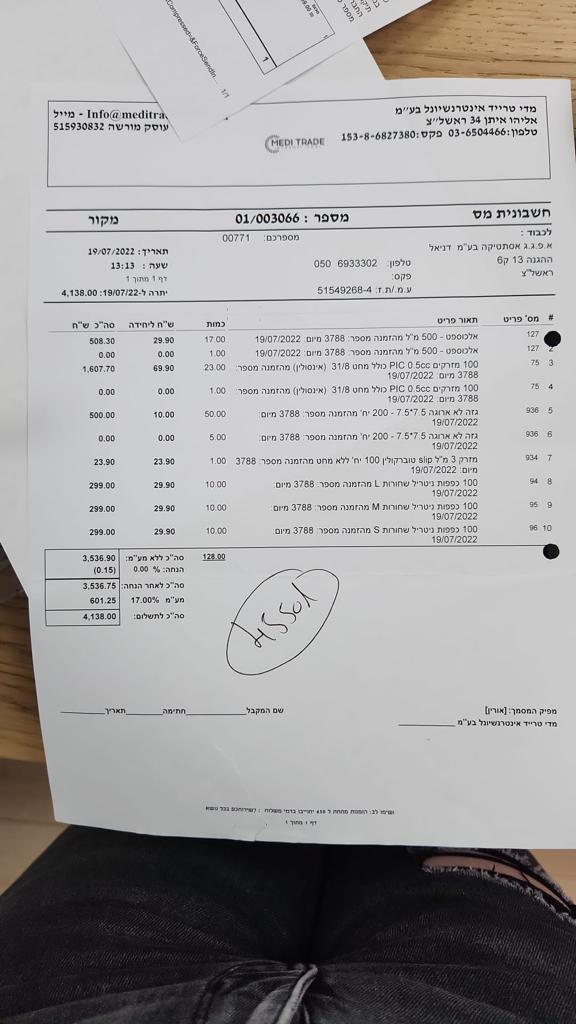 מדי טרייד אינטרנשיונל בע״מ
אליהו איתן 34 ראשל״צ
טלפון: 03-6504466 פקס: 153-8-6827380
MEDI TRADE
Info@meditra - מייל
עוסק מורשה 515930832
1
1/1
חשבונית מס
מספר : 01/003066
מקור
לכבוד :
א.פ.ג.ג אסתטיקה בע״מ דניאל
ההגנה 13 ק6
ראשל״צ
מספרכם: 00771
טלפון: 050 6933302
פקס:
ע.מ./ת.ז: 51549268-4
תאריך: 19/07/2022
שעה : 13:13
דף 1 מתוך 1
יתרה ל-19/07/22: 4,138.00
# מס' פריט תאור פריט כמות ש״ח ליחידה סה״כ ש״ח
127 אלכוספט - 500 מ״ל מהזמנה מספר: 3788 מיום: 19/07/2022 17.00 29.90 508.30
2 127 אלכוספט - 500 מ״ל מהזמנה מספר: 3788 מיום: 19/07/2022 1.00 0.00 0.00
3 75 100 מזרקים PIC 0.5cc כולל מחט 31/8 (אינסולין) מהזמנה מספר: 23.00 69.90 1,607.70
3788 מיום: 19/07/2022
4 75 100 מזרקים PIC 0.5cc כולל מחט 31/8 (אינסולין) מהזמנה מספר: 1.00 0.00 0.00
3788 מיום: 19/07/2022
5 936 גזה לא ארוגה 7.5*7.5 - 200 יח' מהזמנה מספר: 3788 מיום: 50.00 10.00 500.00
19/07/2022
6 936 גזה לא ארוגה 7.5*7.5 - 200 יח' מהזמנה מספר: 3788 מיום: 5.00 0.00 0.00
19/07/2022
7 934 מזרק 3 מ״ל slip טוברקולין 100 יח' ללא מחט מהזמנה מספר: 3788 1.00 23.90 23.90
מיום: 19/07/2022
8 94 100 כפפות ניטריל שחורות L מהזמנה מספר: 3788 מיום: 10.00 29.90 299.00
19/07/2022
9 95 100 כפפות ניטריל שחורות M מהזמנה מספר: 3788 מיום: 10.00 29.90 299.00
19/07/2022
10 96 100 כפפות ניטריל שחורות S מהזמנה מספר: 3788 מיום: 10.00 29.90 299.00
19/07/2022
128.00
סה״כ ללא מע״מ: 3,536.90
הנחה: % 0.00 (0.15)
סה״כ לאחר הנחה: 3,536.75
מע״מ 17.00% 601.25
סה״כ לתשלום: 4,138.00
מפיק המסמך: [אורין]
מדי טרייד אינטרנשיונל בע״מ
שם המקבל חתימה תאריך
ושימו לב: הזמנות מתחת ל 450 יחוייבו בדמי משלוח : לשירותכם בכל נושא
דף 1 מתוך 1